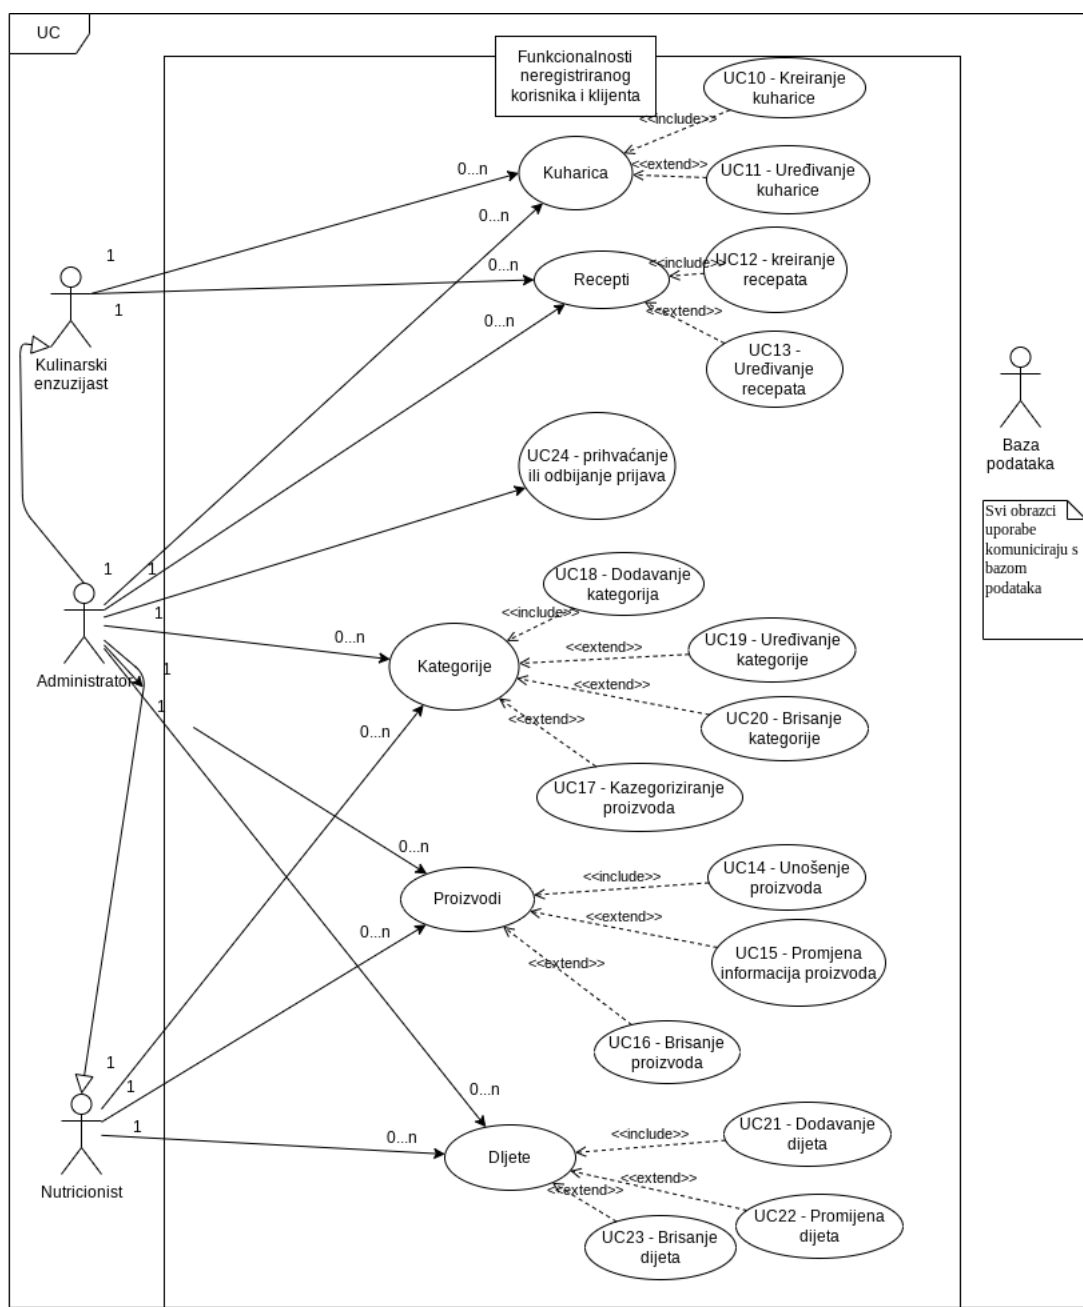 UC
Funkcionalnosti
neregistriranog
korisnika i klijenta
UC10 - Kreiranje
kuharice
<<include>>
0...n
Kuharica
<<extend>>
UC11 - Uređivanje
kuharice
0...n
1
0...n
Recepti
<<include>>
UC12 - kreiranje
recepata
1
0...n
<<extend>>
UC13 -
Uređivanje
recepata
Kulinarski
enzuzijast
Baza
podataka
UC24 - prihvaćanje
ili odbijanje prijava
Svi obrazci
uporabe
komuniciraju s
bazom
podataka
1
1
1
UC18 - Dodavanje
kategorija
<<include>>
1
0...n
Kategorije
<<extend>>
UC19 - Uređivanje
kategorije
Administrator
1
<<extend>>
1
0...n
<<extend>>
UC20 - Brisanje
kategorije
UC17 - Kazegoriziranje
proizvoda
0...n
Proizvodi
<<include>>
UC14 - Unošenje
proizvoda
0...n
<<extend>>
UC15 - Promjena
informacija proizvoda
<<extend>>
UC16 - Brisanje
proizvoda
1
1
0...n
1
0...n
DIjete
<<include>>
UC21 - Dodavanje
dijeta
<<extend>>
<<extend>>
UC22 - Promijena
dijeta
UC23 - Brisanje
dijeta
Nutricionist